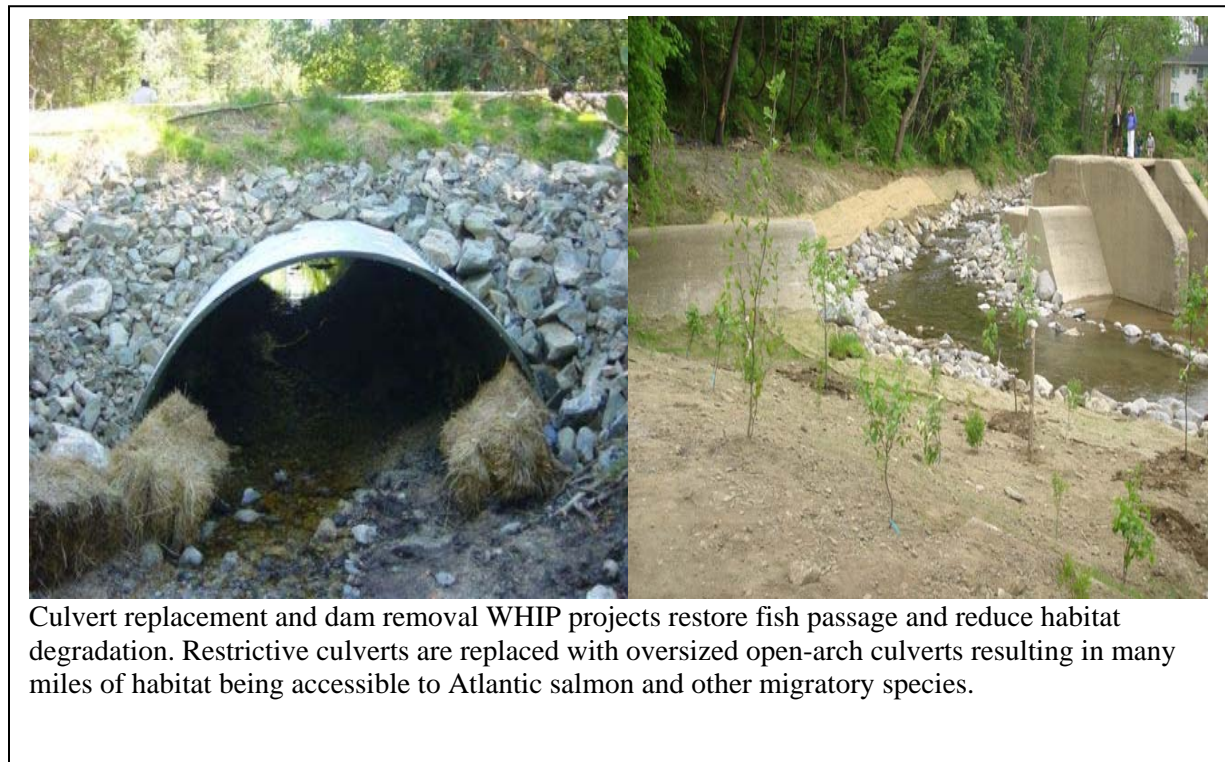 Culvert replacement and dam removal WHIP projects restore fish passage and reduce habitat
degradation. Restrictive culverts are replaced with oversized open-arch culverts resulting in many
miles of habitat being accessible to Atlantic salmon and other migratory species.